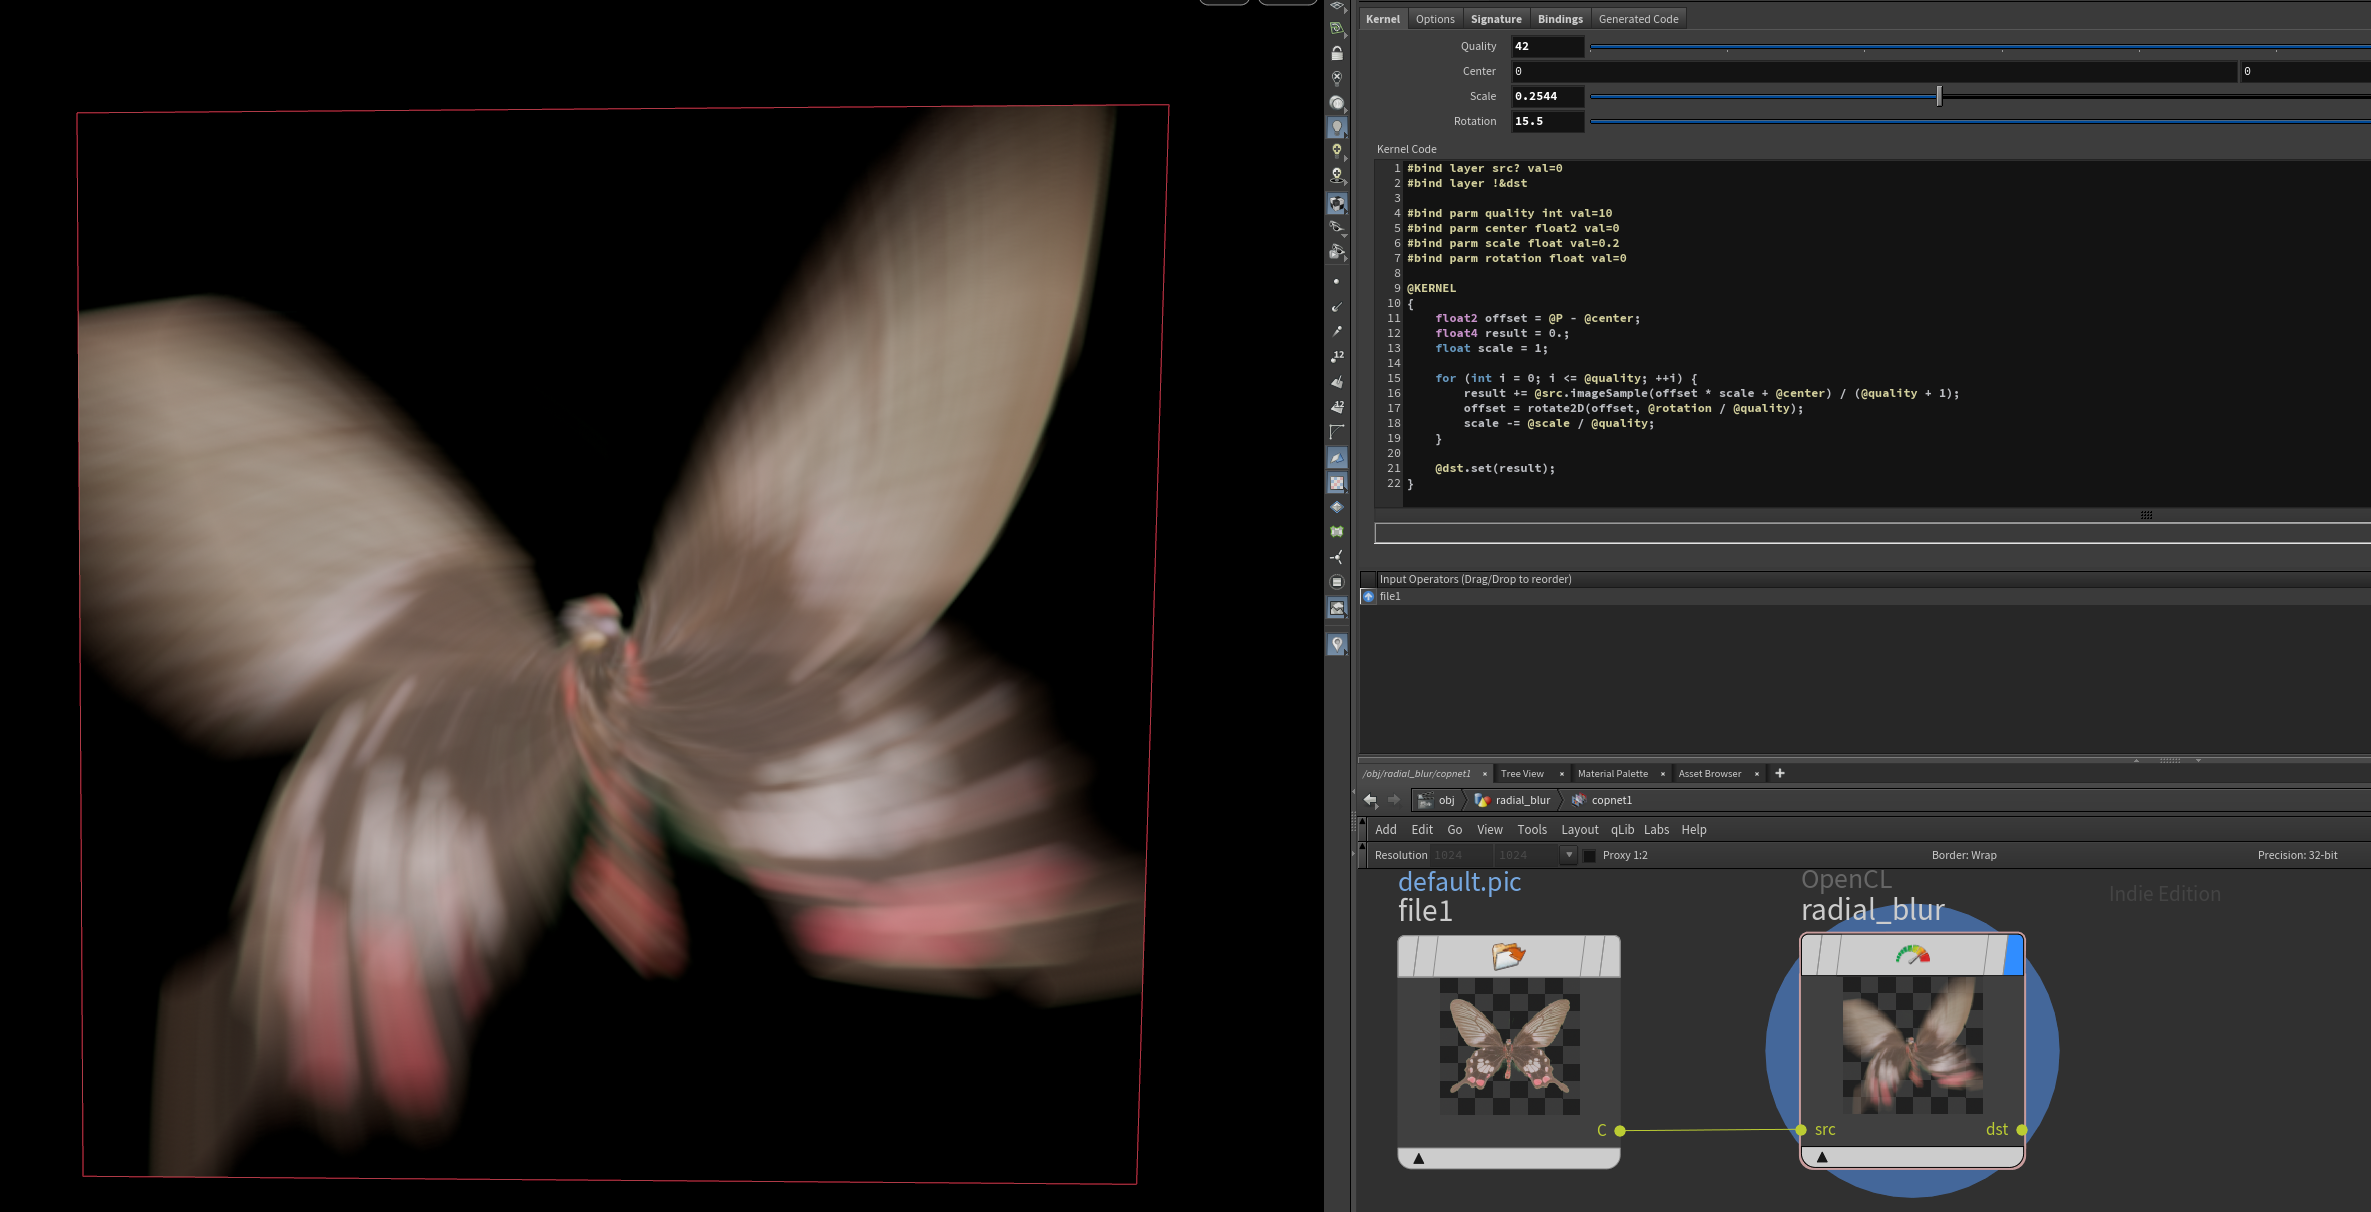 Kernel Options Signature Bindings Generated Code
Quality 42
Center 0 0
Scale 0.2544
Rotation 15.5
Kernel Code
1 #bind layer src? val=0
2 #bind layer !&dst
3
4 #bind parm quality int val=10
5 #bind parm center float2 val=0
6 #bind parm scale float val=0.2
7 #bind parm rotation float val=0
8
9 @KERNEL
10 {
11     float2 offset = @P - @center;
12     float4 result = 0.;
13     float scale = 1;
14
15     for (int i = 0; i <= @quality; ++i) {
16         result += @src.imageSample(offset * scale + @center) / (@quality + 1);
17         offset = rotate2D(offset, @rotation / @quality);
18         scale -= @scale / @quality;
19     }
20
21     @dst.set(result);
22 }
12
12
Input Operators (Drag/Drop to reorder)
file1
/obj/radial_blur/copnet1 × Tree View × Material Palette × Asset Browser × +
obj radial_blur copnet1
Add Edit Go View Tools Layout qLib Labs Help
Resolution 1024 1024 Proxy 1:2 Border: Wrap Precision: 32-bit
default.pic
file1
OpenCL
radial_blur
Indie Edition
C
src dst